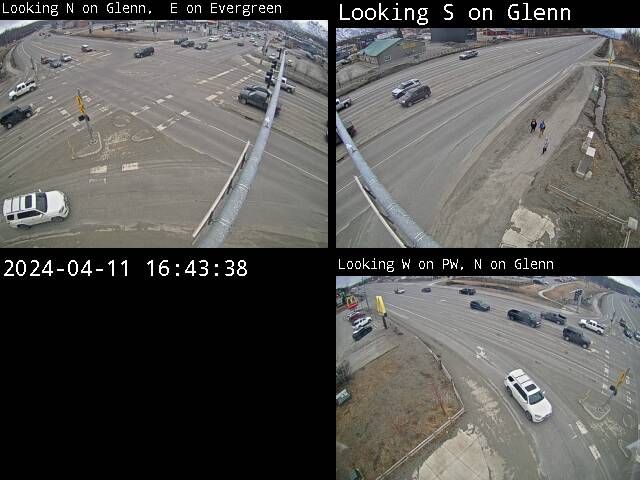 Looking N on Glenn,  E on Evergreen
Looking S on Glenn
2024-04-11 16:43:38
Looking W on PW, N on Glenn